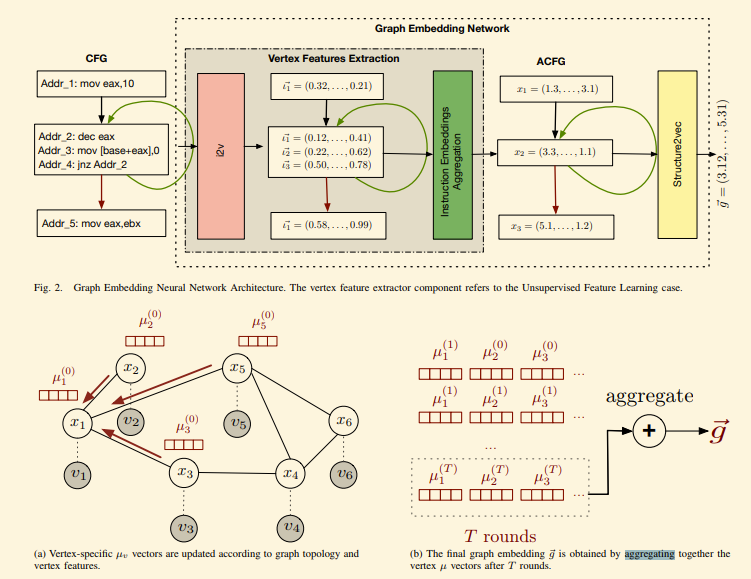 Graph Embedding Network
CFG
Vertex Features Extraction
ACFG
Addr_1: mov eax,10
Addr_2: dec eax
Addr_3: mov [base+eax],0
Addr_4: jnz Addr_2
Addr_5: mov eax,ebx
i2v
ι⃗₁ = (0.32, . . . , 0.21)
ι⃗₁ = (0.12, . . . , 0.41)
ι⃗₂ = (0.22, . . . , 0.62)
ι⃗₃ = (0.50, . . . , 0.78)
ι⃗₁ = (0.58, . . . , 0.99)
Instruction Embeddings
Aggregation
x₁ = (1.3, . . . , 3.1)
x₂ = (3.3, . . . , 1.1)
x₃ = (5.1, . . . , 1.2)
Structure2vec
g⃗ = (3.12, . . . , 5.31)
Fig. 2. Graph Embedding Neural Network Architecture. The vertex feature extractor component refers to the Unsupervised Feature Learning case.
μ₂⁽⁰⁾ μ₅⁽⁰⁾
μ₁⁽⁰⁾
x₂ x₅
x₁ v₂ μ₃⁽⁰⁾ v₅ x₆
v₁ x₃ x₄ v₆
v₃ v₄
(a) Vertex-specific μᵥ vectors are updated according to graph topology and
vertex features.
μ₁⁽¹⁾ μ₂⁽⁰⁾ μ₃⁽⁰⁾
...
μ₁⁽¹⁾ μ₂⁽¹⁾ μ₃⁽¹⁾
...
...
μ₁⁽ᵀ⁾ μ₂⁽ᵀ⁾ μ₃⁽ᵀ⁾
...
aggregate
+ g⃗
T rounds
(b) The final graph embedding g⃗ is obtained by aggregating together the
vertex μ vectors after T rounds.